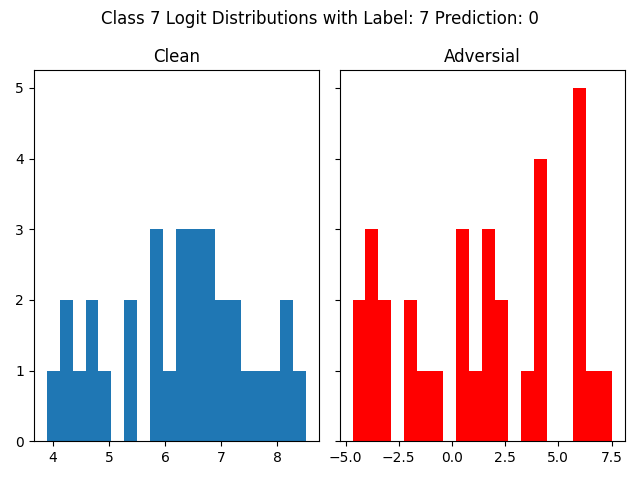 Class 7 Logit Distributions with Label: 7 Prediction: 0
Clean
Adversial
5
4
3
2
1
0
4 5 6 7 8
−5.0 −2.5 0.0 2.5 5.0 7.5